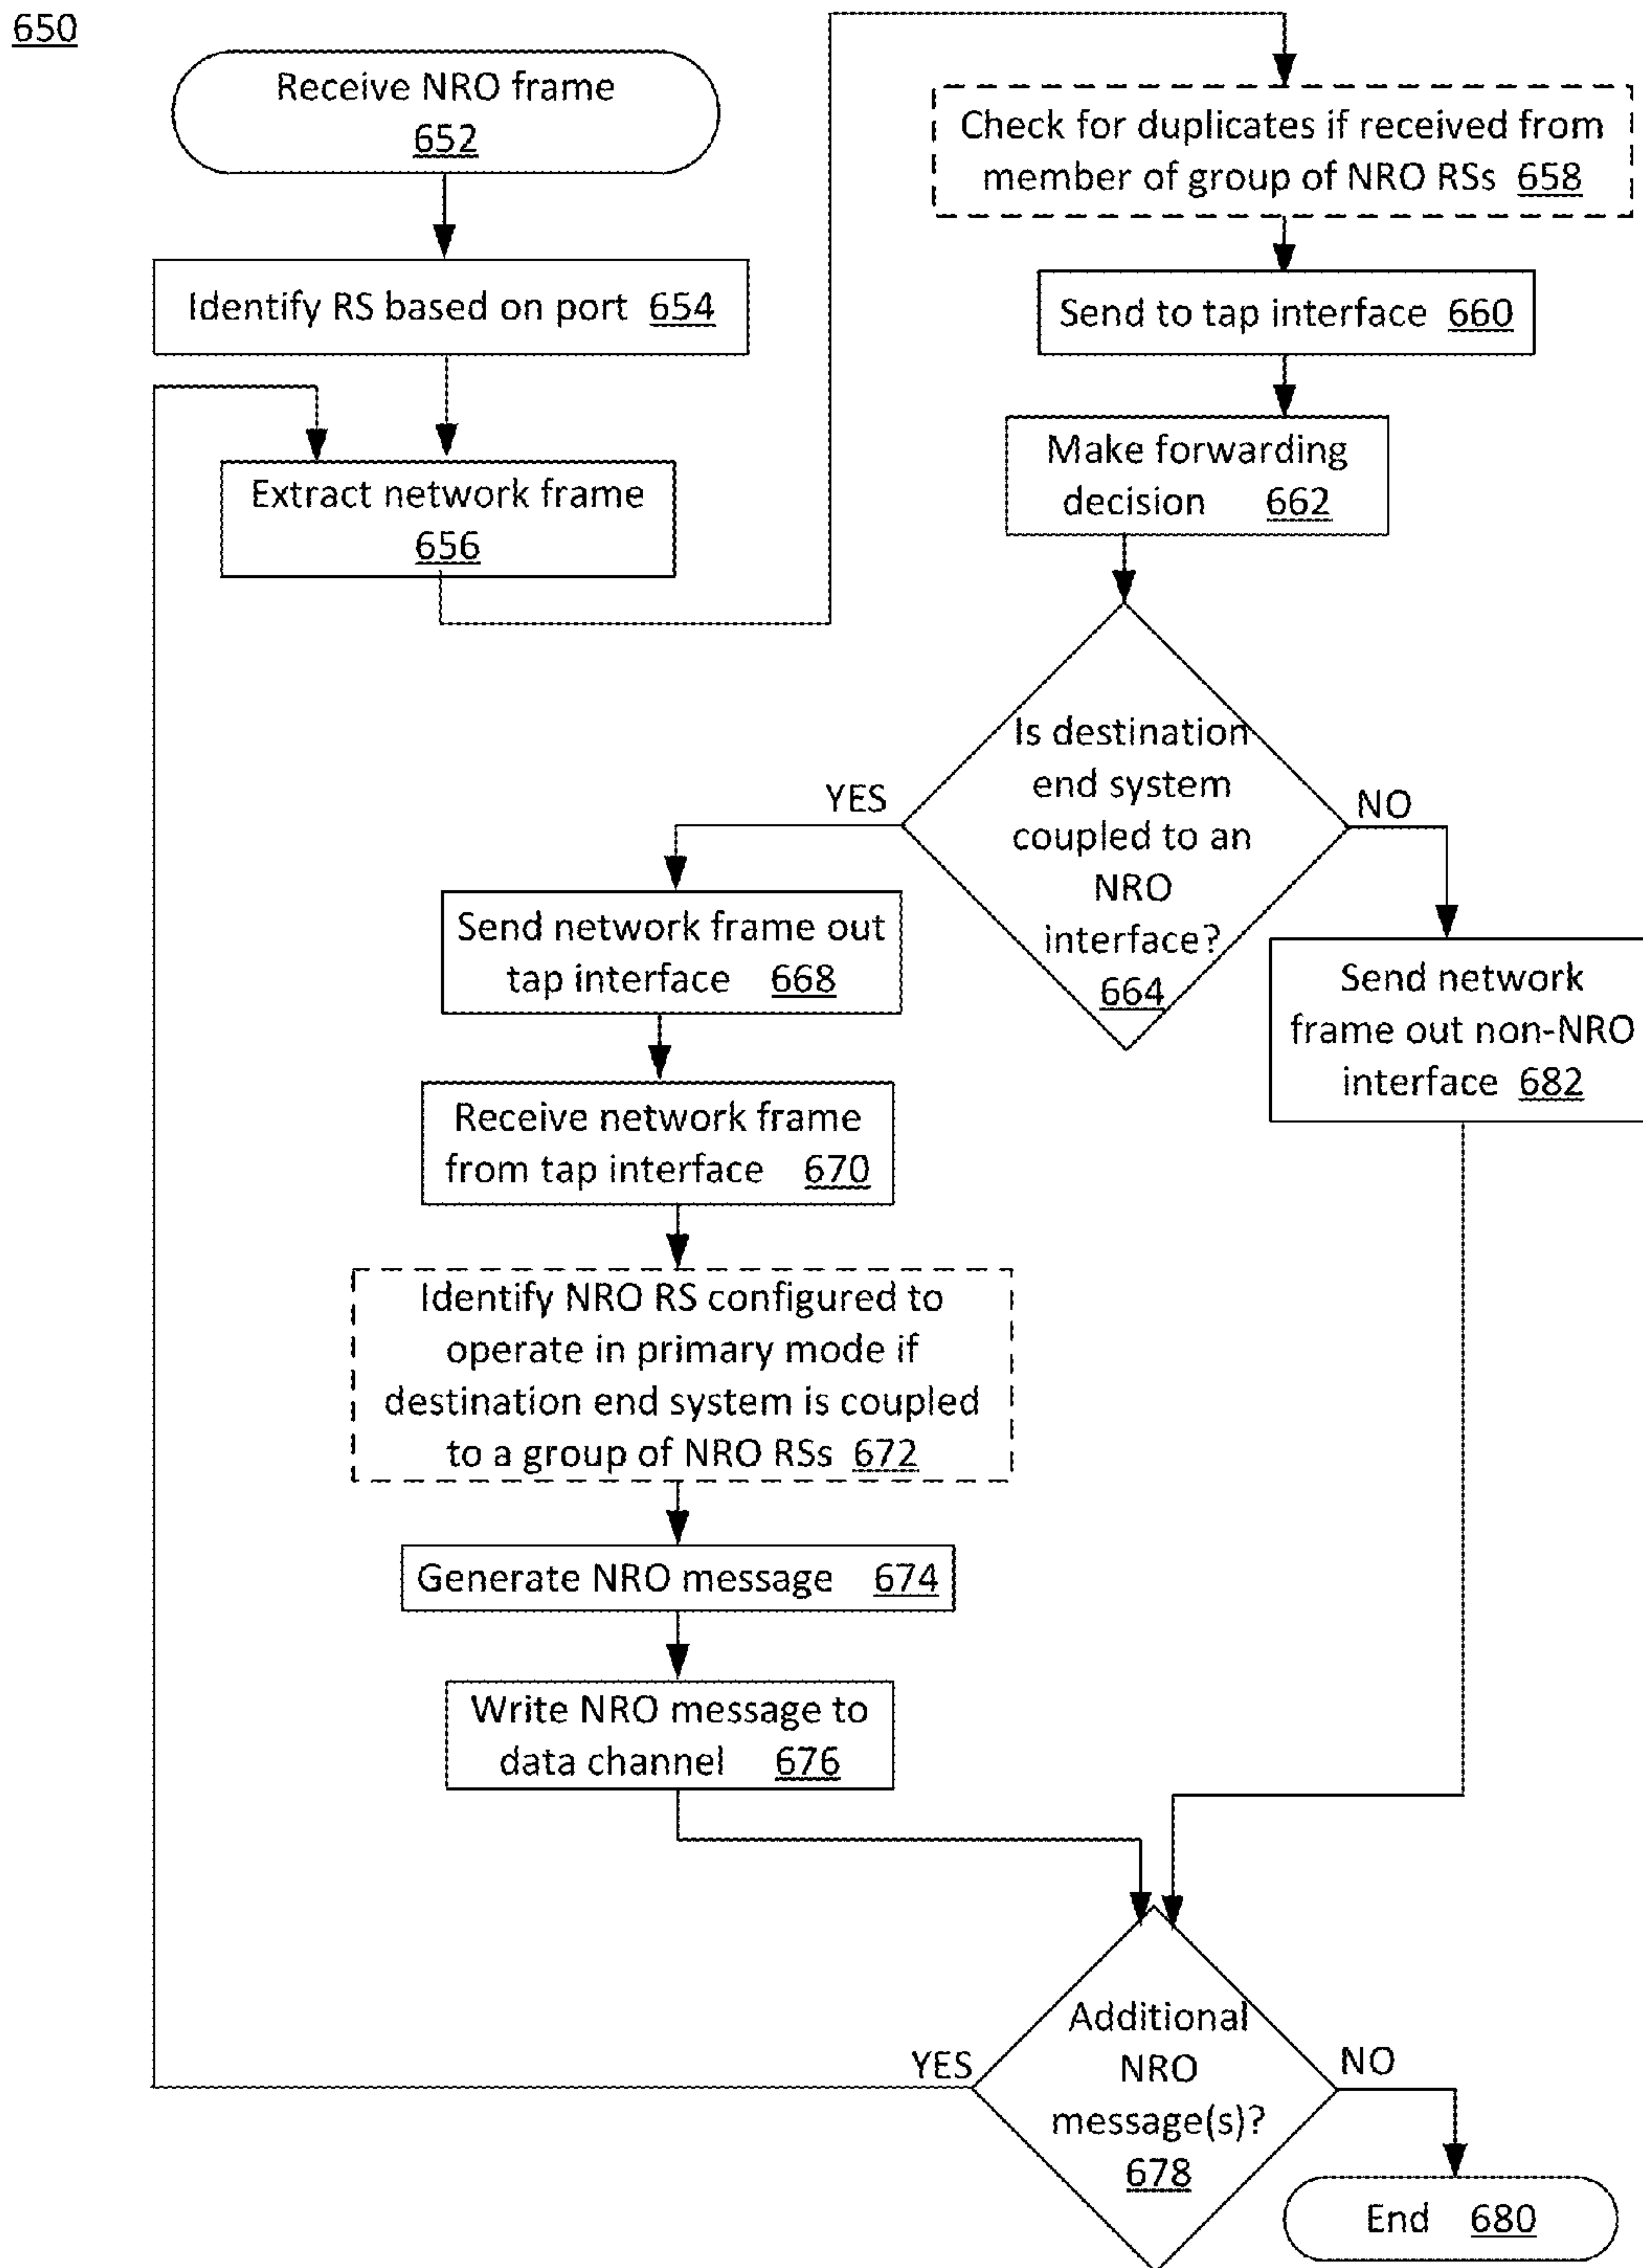 650
Receive NRO frame
652
Identify RS based on port 654
Extract network frame
656
Check for duplicates if received from
member of group of NRO RSs 658
Send to tap interface 660
Make forwarding
decision 662
Is destination
end system
coupled to an
NRO
interface?
664
YES
NO
Send network frame out
tap interface 668
Receive network frame
from tap interface 670
Identify NRO RS configured to
operate in primary mode if
destination end system is coupled
to a group of NRO RSs 672
Generate NRO message 674
Write NRO message to
data channel 676
Send network
frame out non-NRO
interface 682
Additional
NRO
message(s)?
678
YES
NO
End 680